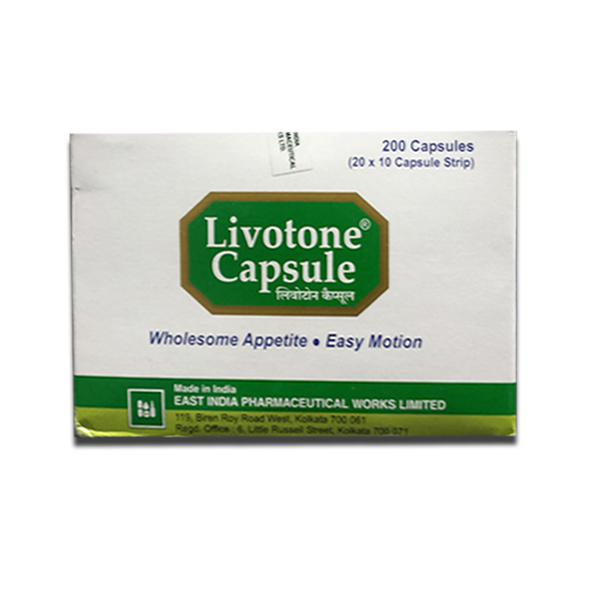 200 Capsules
(20 x 10 Capsule Strip)
Livotone®
Capsule
लिवोटोन कैप्सूल
Wholesome Appetite • Easy Motion
Made in India
EAST INDIA PHARMACEUTICAL WORKS LIMITED
119, Biren Roy Road West, Kolkata 700 061
Regd. Office : 6, Little Russell Street, Kolkata 700 071